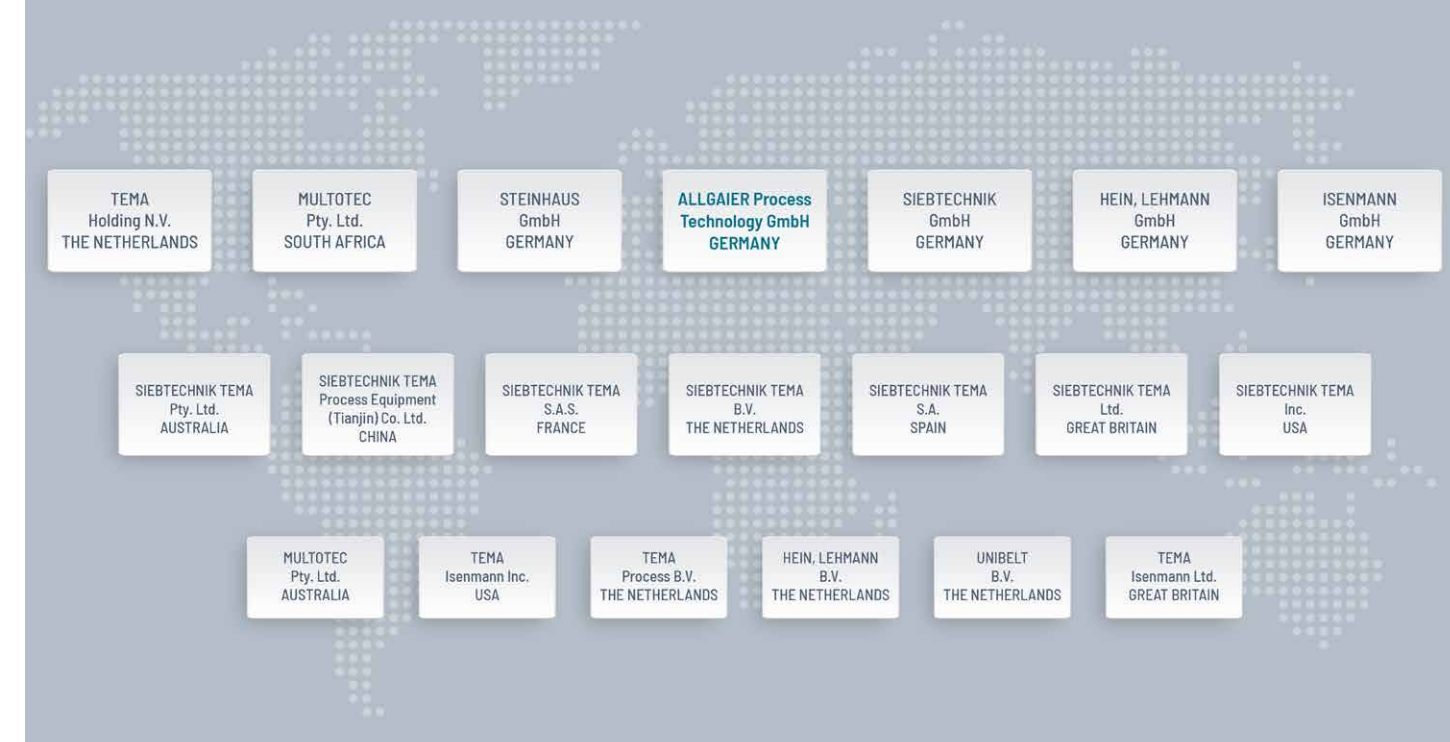 TEMA
Holding N.V.
THE NETHERLANDS
MULTOTEC
Pty. Ltd.
SOUTH AFRICA
STEINHAUS
GmbH
GERMANY
ALLGAIER Process
Technology GmbH
GERMANY
SIEBTECHNIK
GmbH
GERMANY
HEIN, LEHMANN
GmbH
GERMANY
ISENMANN
GmbH
GERMANY
SIEBTECHNIK TEMA
Pty. Ltd.
AUSTRALIA
SIEBTECHNIK TEMA
Process Equipment
(Tianjin) Co. Ltd.
CHINA
SIEBTECHNIK TEMA
S.A.S.
FRANCE
SIEBTECHNIK TEMA
B.V.
THE NETHERLANDS
SIEBTECHNIK TEMA
S.A.
SPAIN
SIEBTECHNIK TEMA
Ltd.
GREAT BRITAIN
SIEBTECHNIK TEMA
Inc.
USA
MULTOTEC
Pty. Ltd.
AUSTRALIA
TEMA
Isenmann Inc.
USA
TEMA
Process B.V.
THE NETHERLANDS
HEIN, LEHMANN
B.V.
THE NETHERLANDS
UNIBELT
B.V.
THE NETHERLANDS
TEMA
Isenmann Ltd.
GREAT BRITAIN